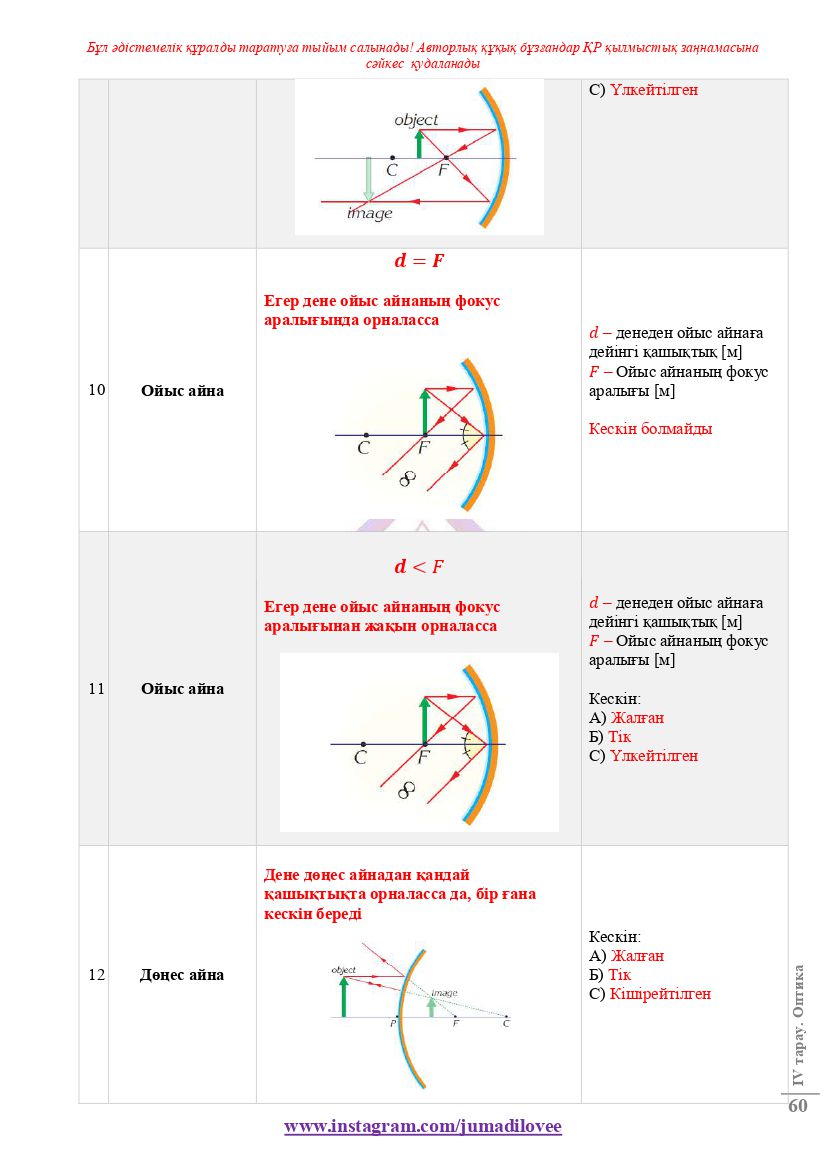 Бұл әдістемелік құралды таратуға тыйым салынады! Авторлық құқық бұзғандар ҚР қылмыстық заңнамасына
сәйкес қудаланады
object
C
F
image
С) Үлкейтілген
10
Ойыс айна
d = F
Егер дене ойыс айнаның фокус
аралығында орналасса
C
F
∞
d – денеден ойыс айнаға
дейінгі қашықтық [м]
F – Ойыс айнаның фокус
аралығы [м]
Кескін болмайды
11
Ойыс айна
d < F
Егер дене ойыс айнаның фокус
аралығынан жақын орналасса
C
F
∞
d – денеден ойыс айнаға
дейінгі қашықтық [м]
F – Ойыс айнаның фокус
аралығы [м]
Кескін:
А) Жалған
Б) Тік
С) Үлкейтілген
12
Дөңес айна
Дене дөңес айнадан қандай
қашықтықта орналасса да, бір ғана
кескін береді
object
image
P
F
C
Кескін:
А) Жалған
Б) Тік
С) Кішірейтілген
IV тарау. Оптика
60
www.instagram.com/jumadilovee